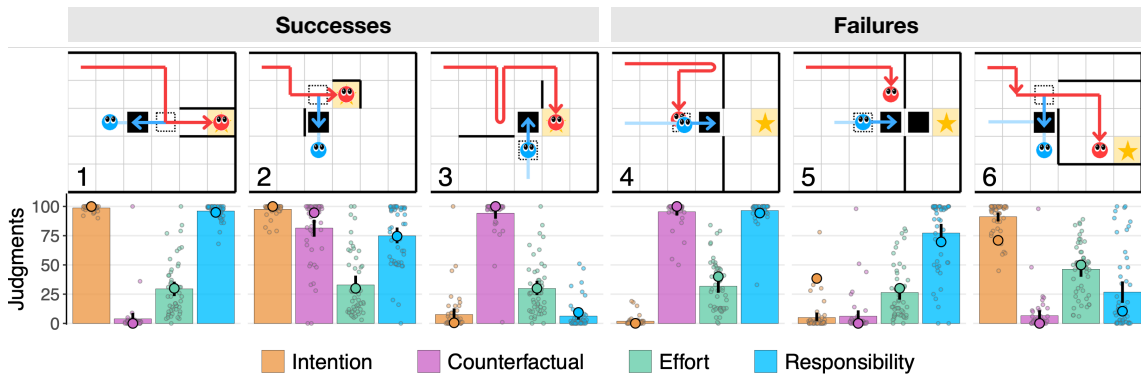 Successes Failures
1 2 3 4 5 6
100
75
50
25
0
Judgments
Intention Counterfactual Effort Responsibility